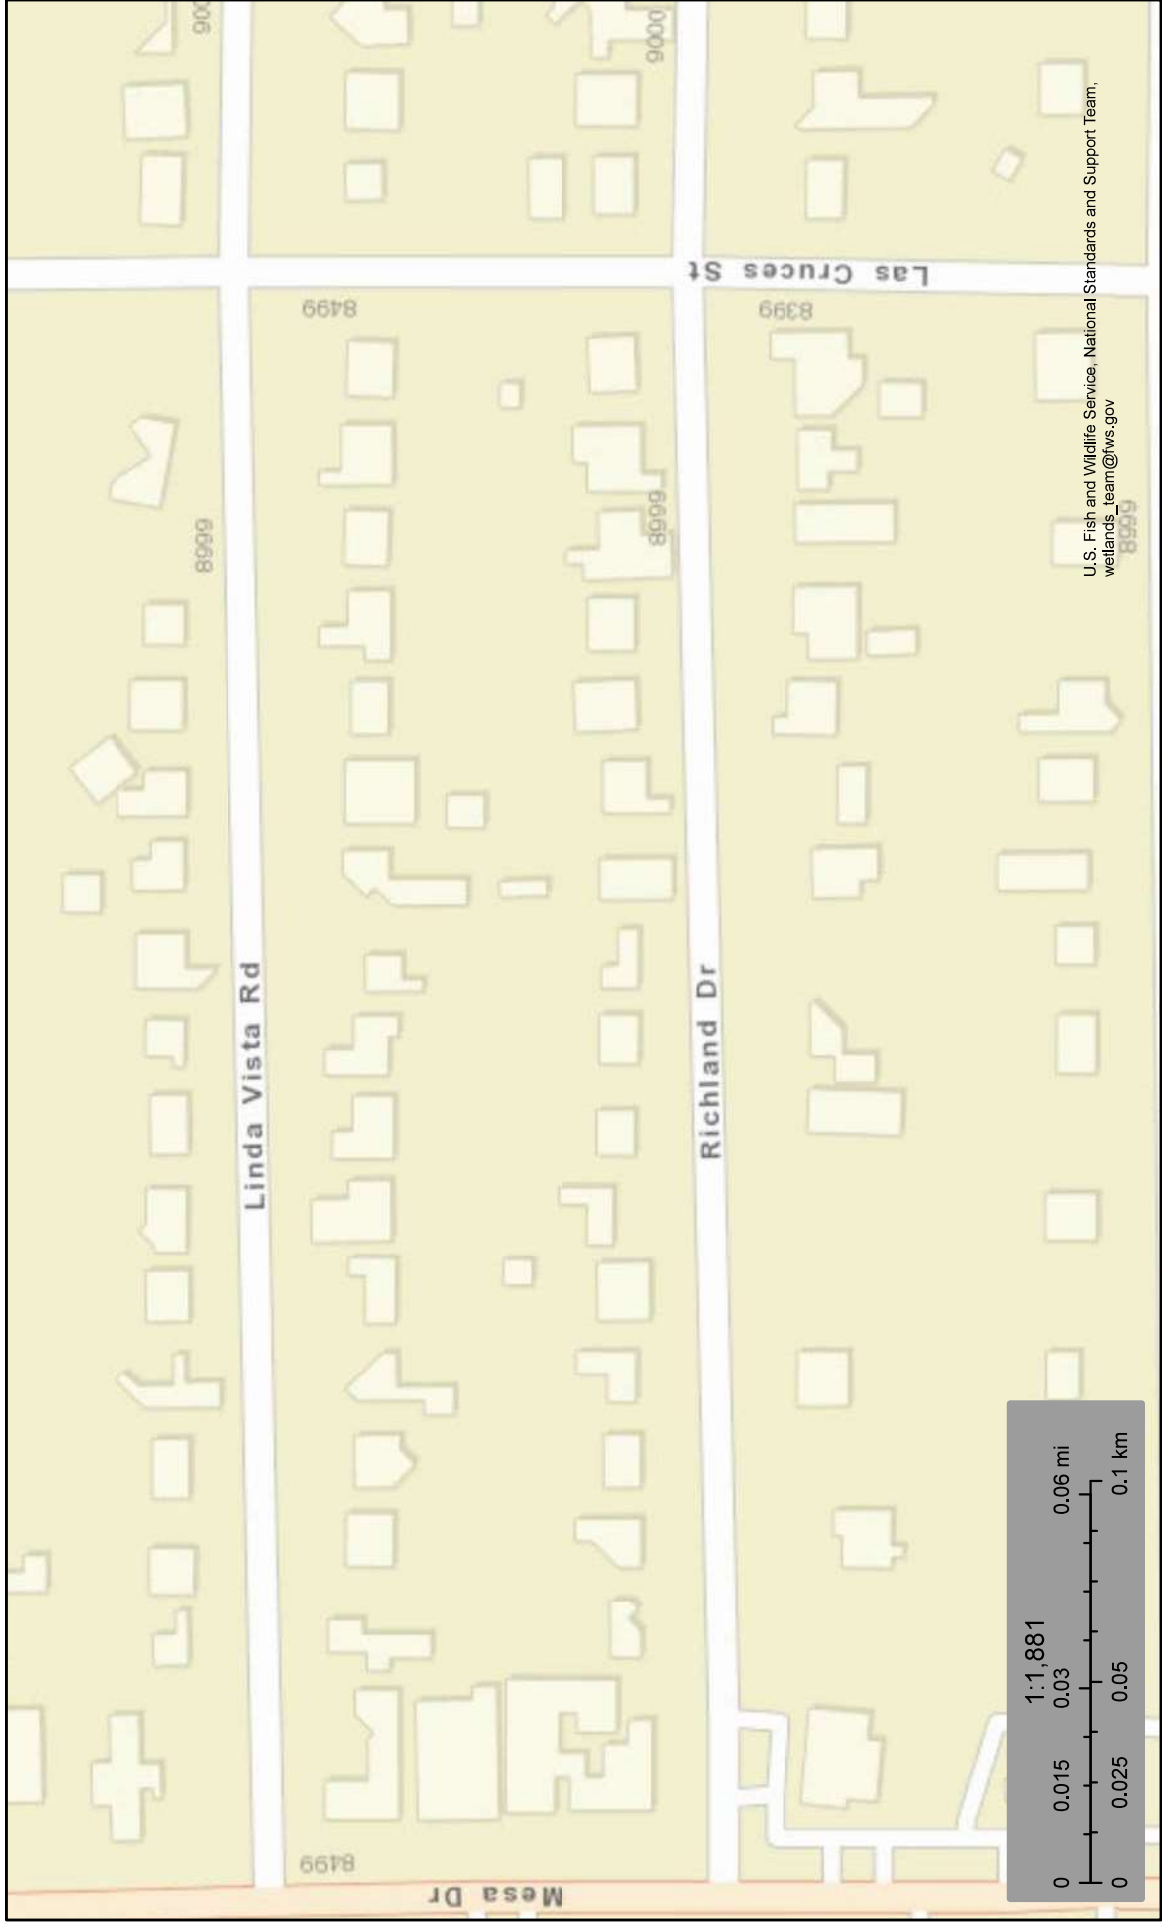 9000
Las Cruces St
8499
8399
8999
8999
8999
U.S. Fish and Wildlife Service, National Standards and Support Team,
wetlands_team@fws.gov
Linda Vista Rd
Richland Dr
8499
Mesa Dr
1:1,881
0 0.015 0.03 0.06 mi
0 0.025 0.05 0.1 km